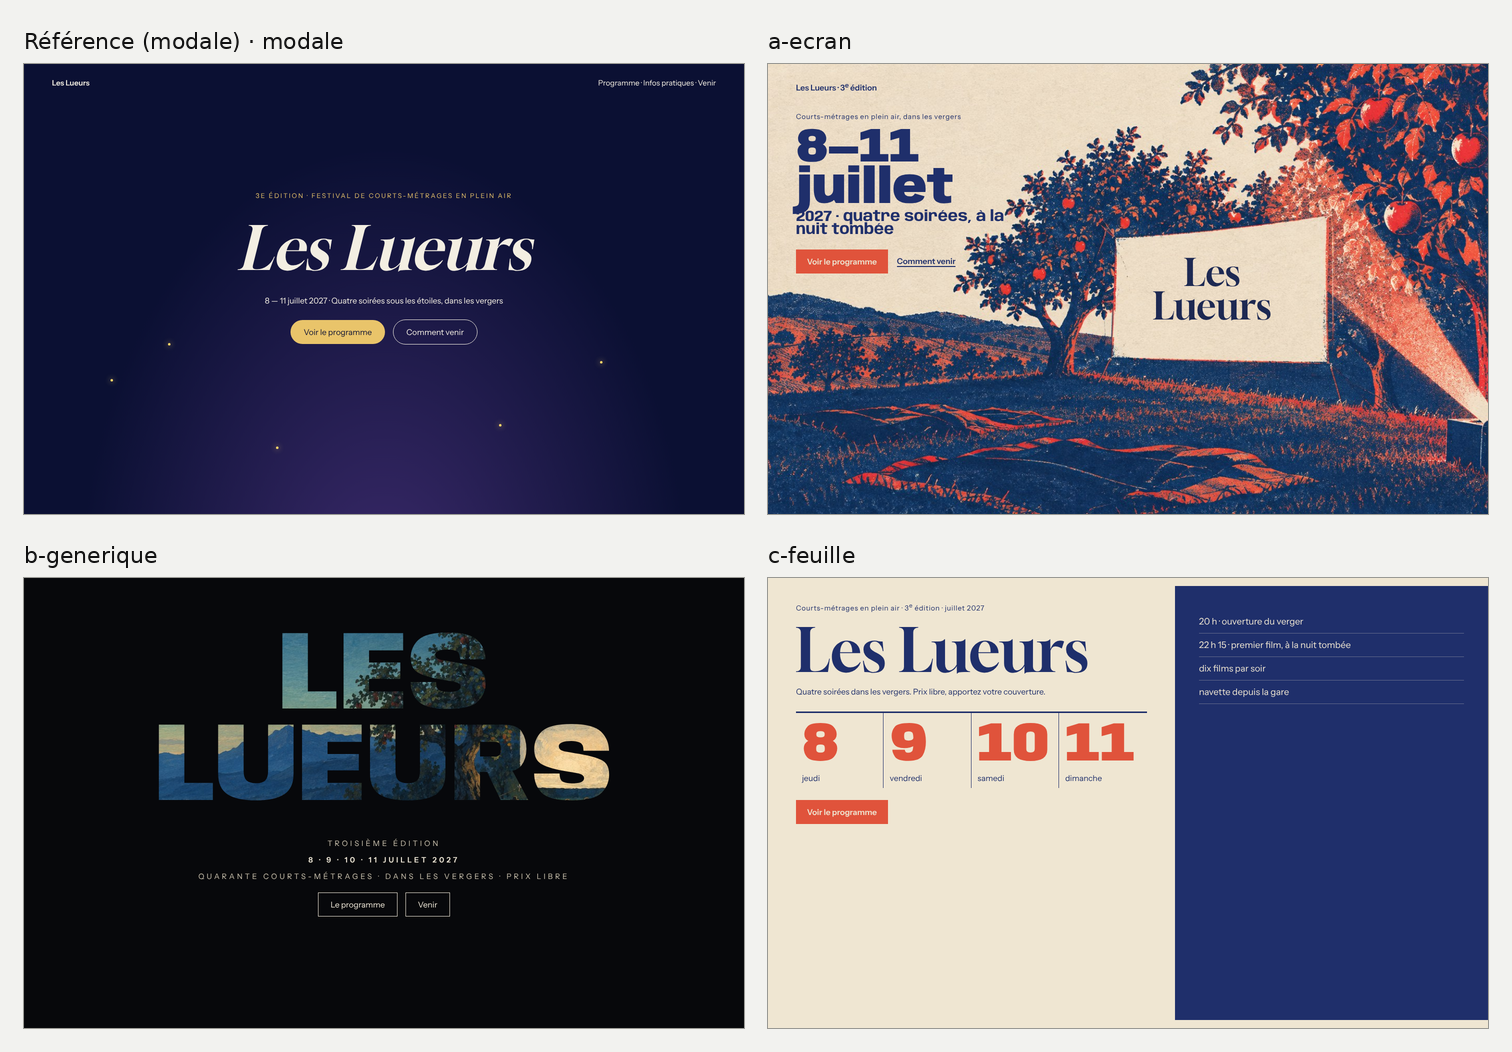 Référence (modale) · modale
Les Lueurs
Programme · Infos pratiques · Venir
3E ÉDITION · FESTIVAL DE COURTS-MÉTRAGES EN PLEIN AIR
Les Lueurs
8 — 11 juillet 2027 · Quatre soirées sous les étoiles, dans les vergers
Voir le programme
Comment venir
a-ecran
Les Lueurs · 3e édition
Courts-métrages en plein air, dans les vergers
8–11
juillet
2027 · quatre soirées, à la
nuit tombée
Voir le programme
Comment venir
Les
Lueurs
b-generique
LES
LUEURS
TROISIÈME ÉDITION
8 · 9 · 10 · 11 JUILLET 2027
QUARANTE COURTS-MÉTRAGES · DANS LES VERGERS · PRIX LIBRE
Le programme
Venir
c-feuille
Courts-métrages en plein air · 3e édition · juillet 2027
Les Lueurs
Quatre soirées dans les vergers. Prix libre, apportez votre couverture.
8 9 10 11
jeudi vendredi samedi dimanche
Voir le programme
20 h · ouverture du verger
22 h 15 · premier film, à la nuit tombée
dix films par soir
navette depuis la gare